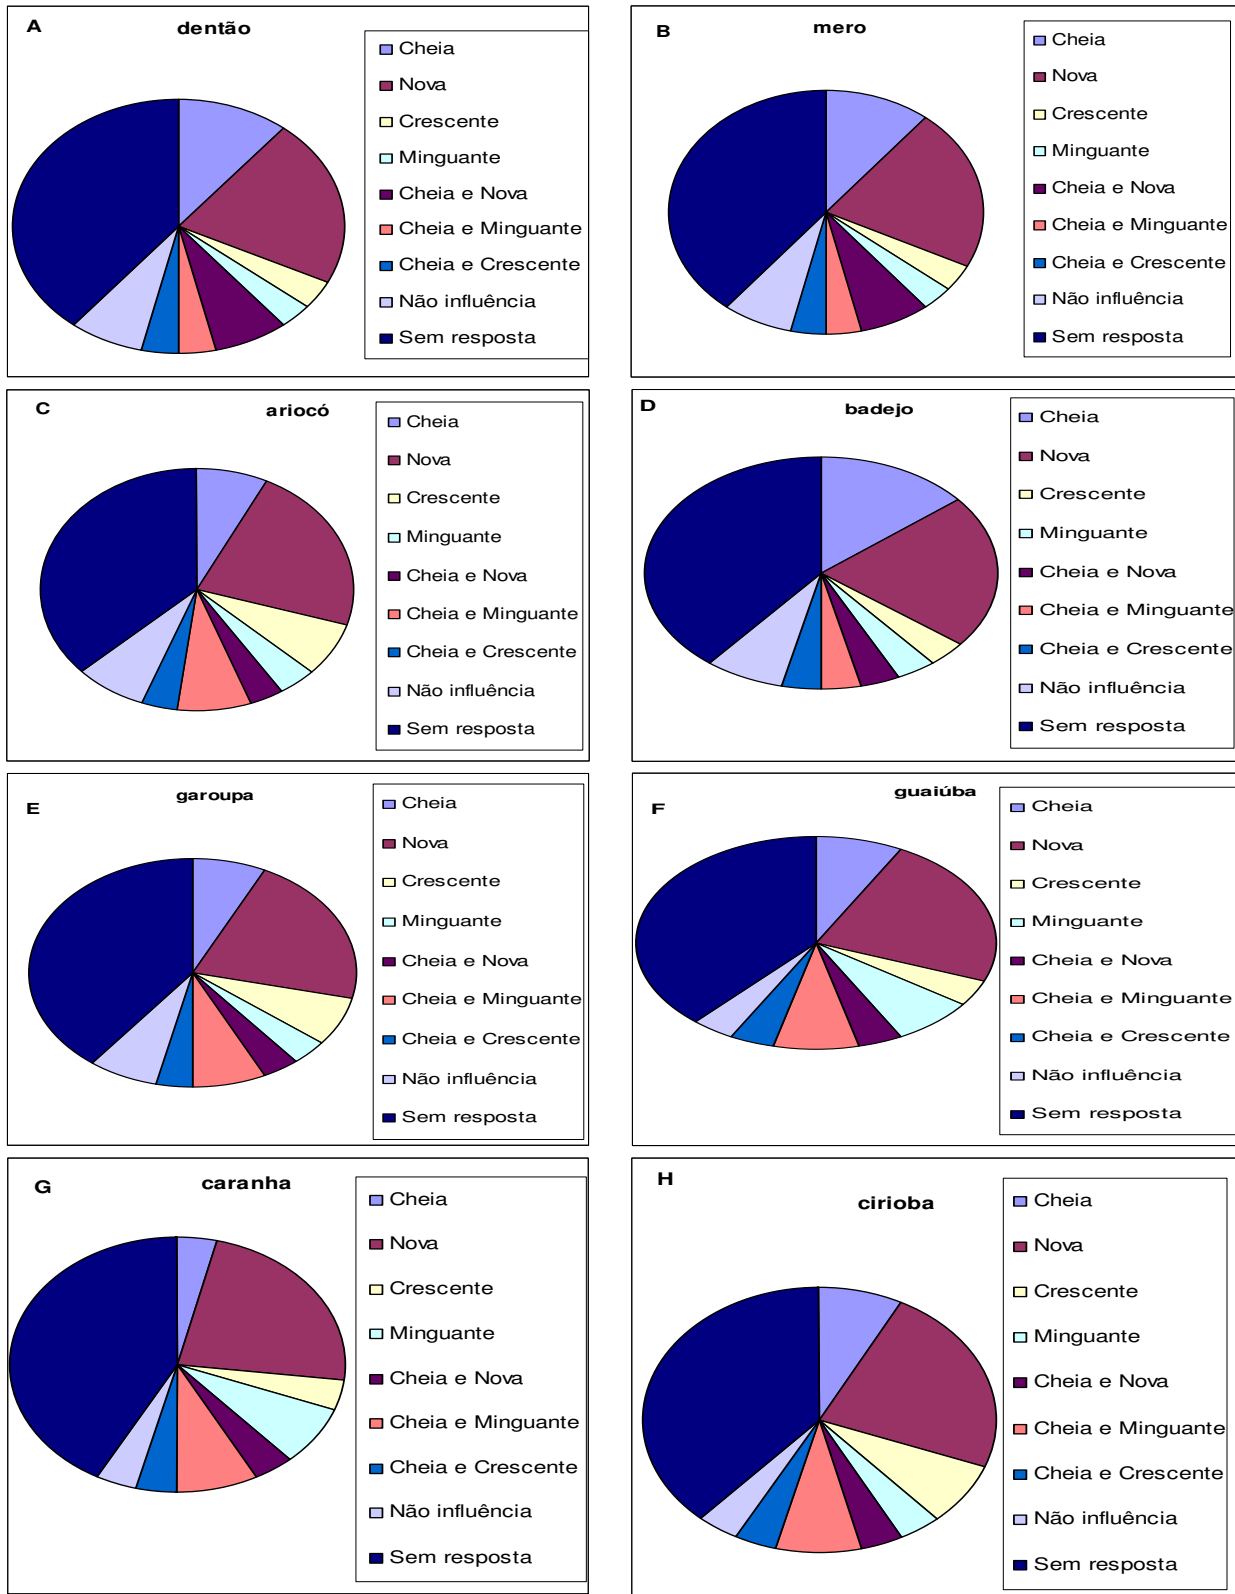 A
dentão
Cheia
Nova
Crescente
Minguante
Cheia e Nova
Cheia e Minguante
Cheia e Crescente
Não influência
Sem resposta
B
mero
Cheia
Nova
Crescente
Minguante
Cheia e Nova
Cheia e Minguante
Cheia e Crescente
Não influência
Sem resposta
C
ariocó
Cheia
Nova
Crescente
Minguante
Cheia e Nova
Cheia e Minguante
Cheia e Crescente
Não influência
Sem resposta
D
badejo
Cheia
Nova
Crescente
Minguante
Cheia e Nova
Cheia e Minguante
Cheia e Crescente
Não influência
Sem resposta
E
garoupa
Cheia
Nova
Crescente
Minguante
Cheia e Nova
Cheia e Minguante
Cheia e Crescente
Não influência
Sem resposta
F
guaiúba
Cheia
Nova
Crescente
Minguante
Cheia e Nova
Cheia e Minguante
Cheia e Crescente
Não influência
Sem resposta
G
caranha
Cheia
Nova
Crescente
Minguante
Cheia e Nova
Cheia e Minguante
Cheia e Crescente
Não influência
Sem resposta
H
cirioba
Cheia
Nova
Crescente
Minguante
Cheia e Nova
Cheia e Minguante
Cheia e Crescente
Não influência
Sem resposta